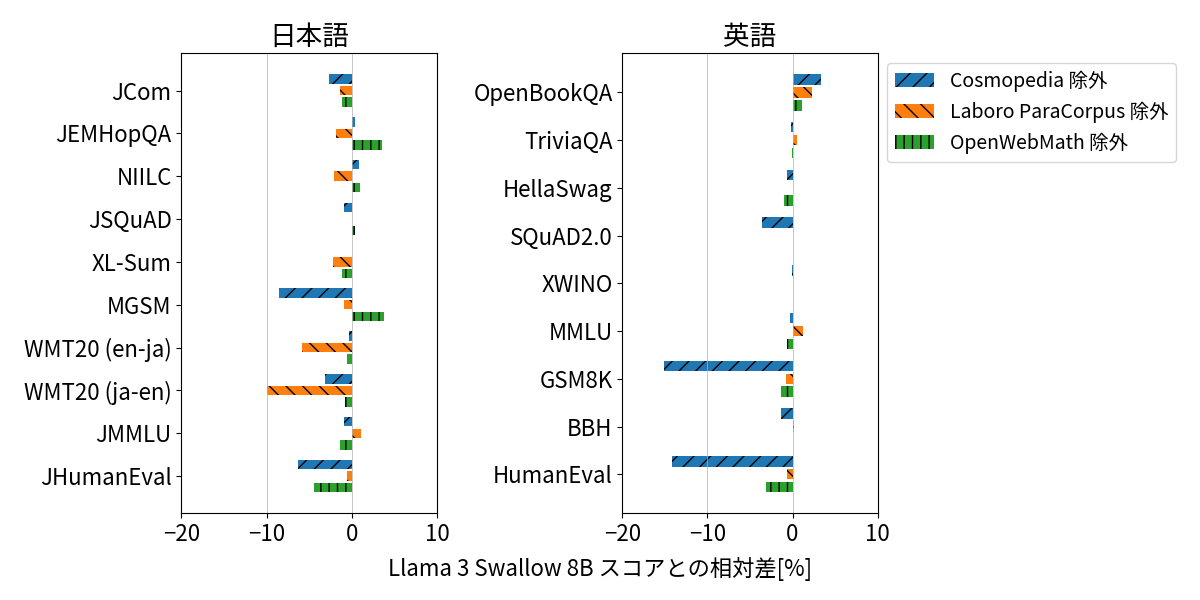 日本語
JCom
JEMHopQA
NIILC
JSQuAD
XL-Sum
MGSM
WMT20 (en-ja)
WMT20 (ja-en)
JMMLU
JHumanEval
−20 −10 0 10
英語
OpenBookQA
TriviaQA
HellaSwag
SQuAD2.0
XWINO
MMLU
GSM8K
BBH
HumanEval
−20 −10 0 10
Cosmopedia 除外
Laboro ParaCorpus 除外
OpenWebMath 除外
Llama 3 Swallow 8B スコアとの相対差[%]